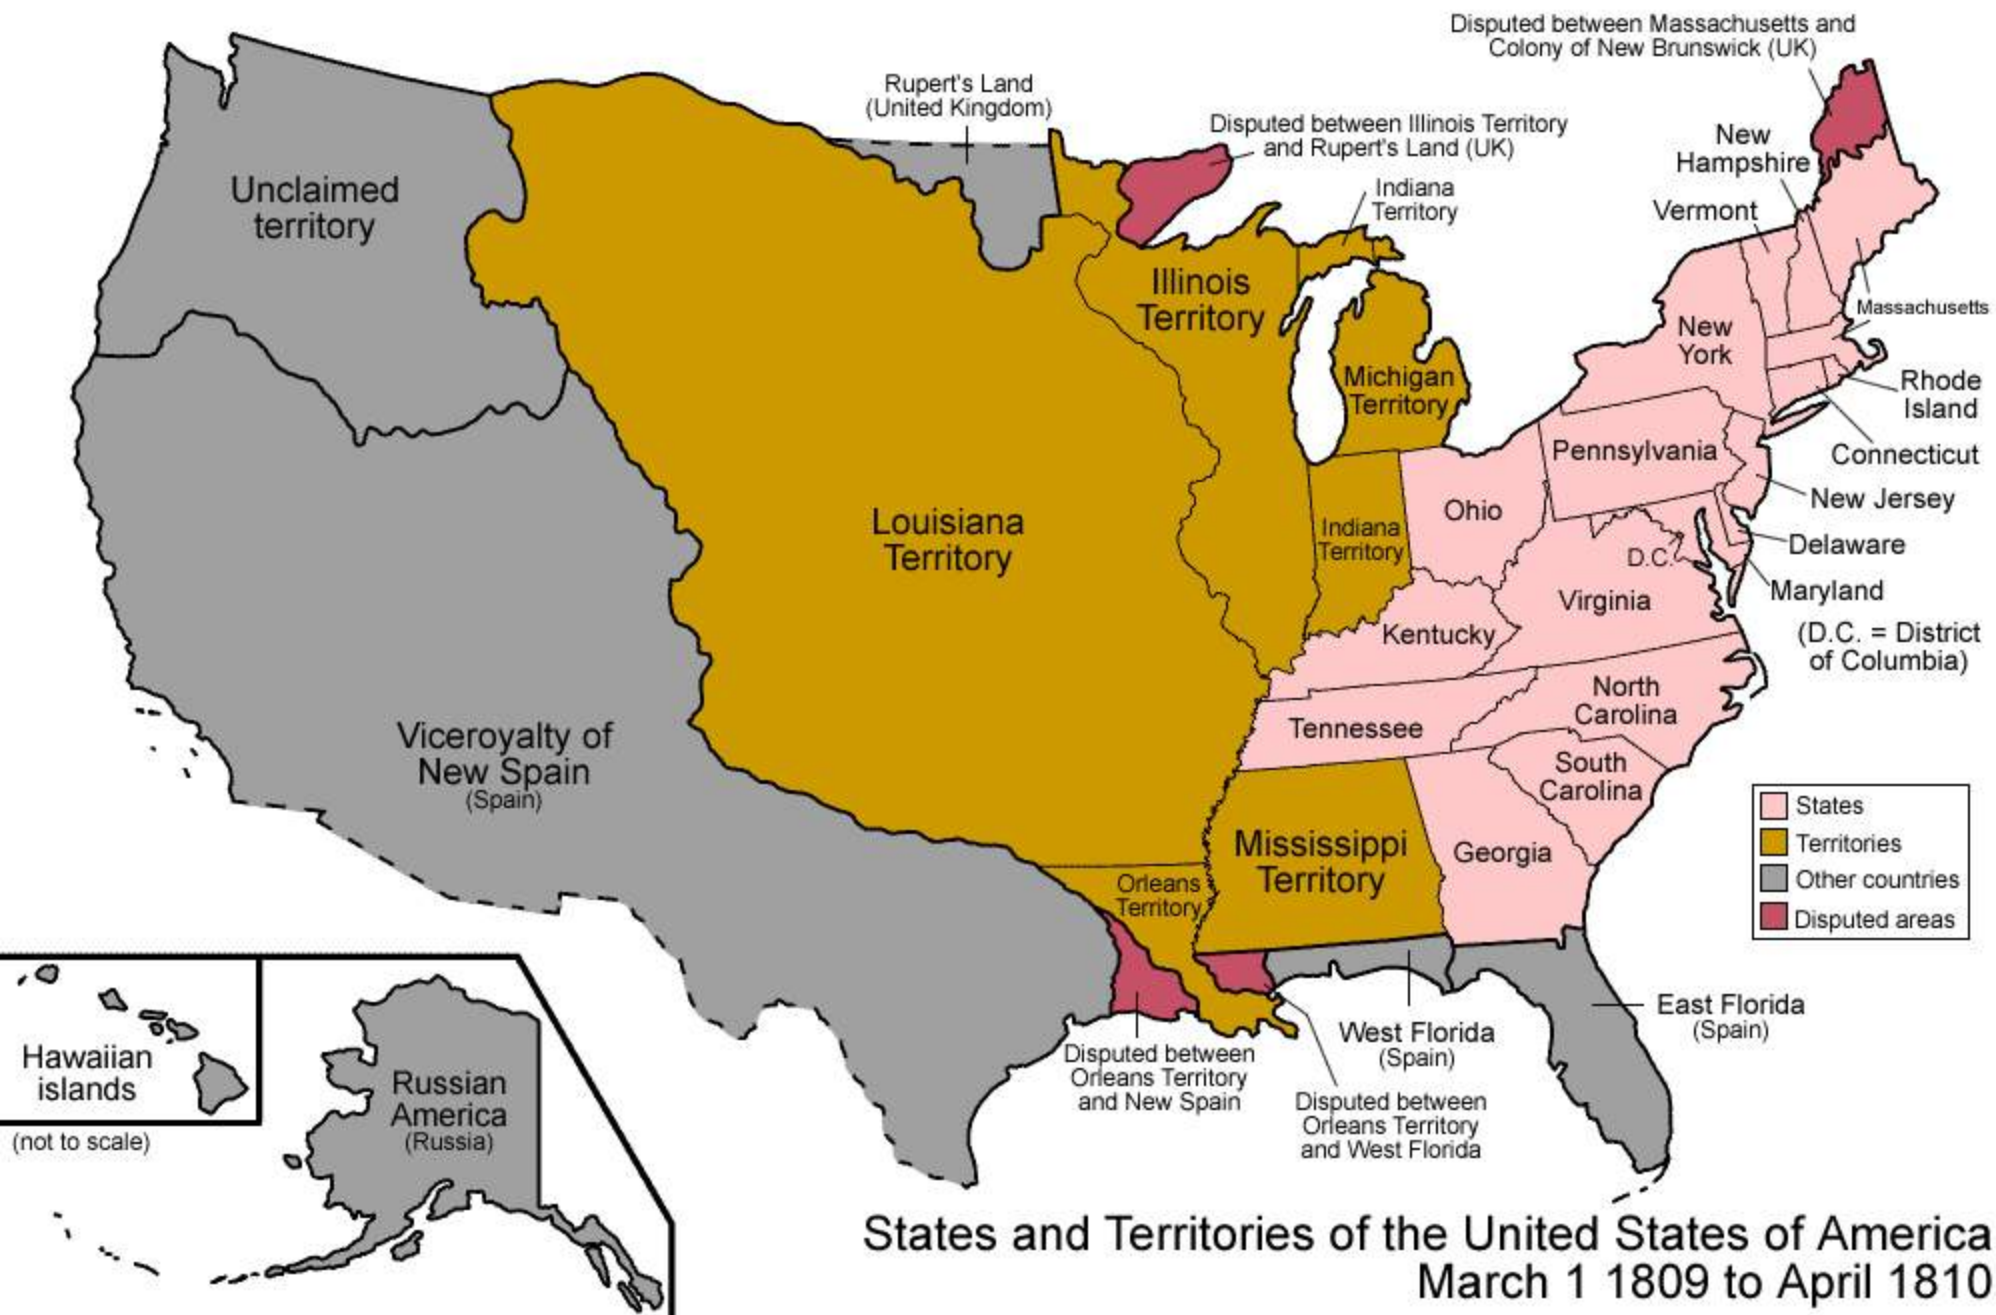 Disputed between Massachusetts and
Colony of New Brunswick (UK)
Rupert's Land
(United Kingdom)
Disputed between Illinois Territory
and Rupert's Land (UK)
New
Hampshire
Indiana
Territory
Vermont
Unclaimed
territory
Illinois
Territory
Massachusetts
New
York
Michigan
Territory
Rhode
Island
Pennsylvania
Connecticut
New Jersey
Louisiana
Territory
Ohio
Indiana
Territory
Delaware
D.C.
Maryland
Virginia
Kentucky
(D.C. = District
of Columbia)
North
Carolina
Tennessee
Viceroyalty of
New Spain
(Spain)
South
Carolina
States
Territories
Other countries
Disputed areas
Mississippi
Territory
Georgia
Orleans
Territory
East Florida
(Spain)
West Florida
(Spain)
Disputed between
Orleans Territory
and New Spain
Disputed between
Orleans Territory
and West Florida
Hawaiian
islands
(not to scale)
Russian
America
(Russia)
States and Territories of the United States of America
March 1 1809 to April 1810